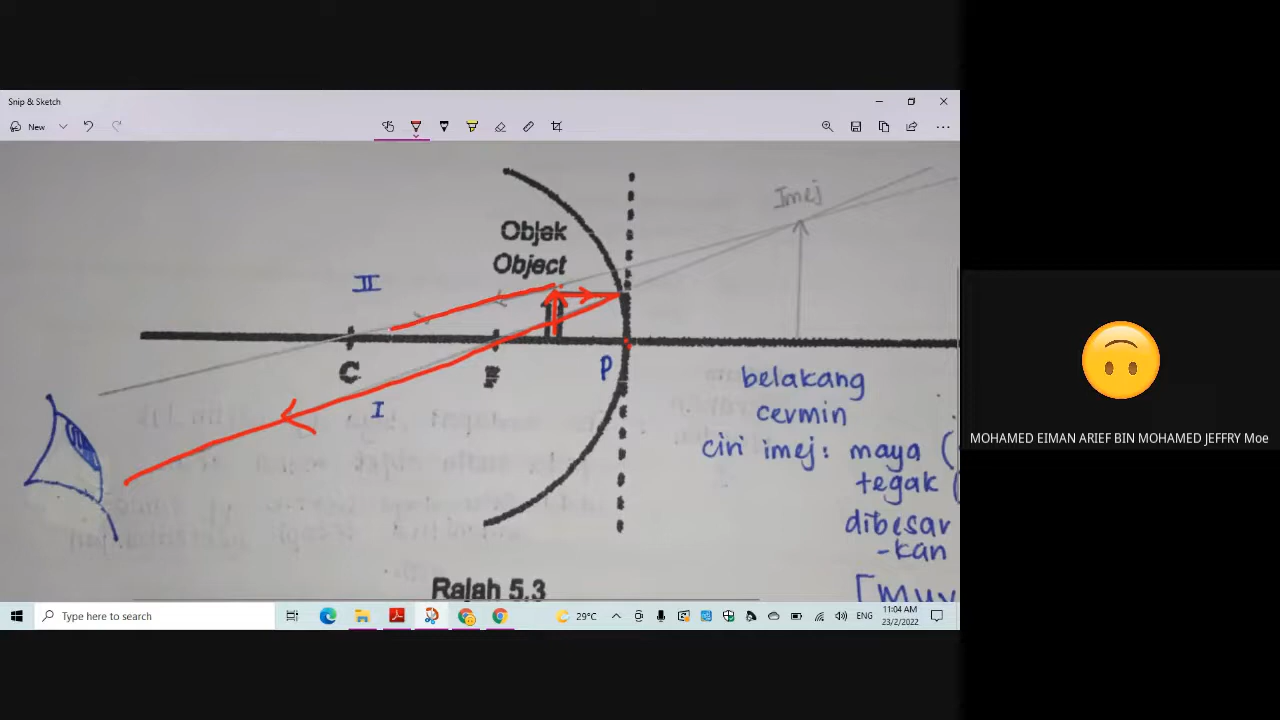 Snip & Sketch
New
Imej
Objek
Object
II
C
F
P
I
belakang
cermin
ciri imej: maya (
tegak (
dibesar
-kan
Rajah 5.3
MOHAMED EIMAN ARIEF BIN MOHAMED JEFFRY Moe
Type here to search
29°C
ENG
11:04 AM
23/2/2022